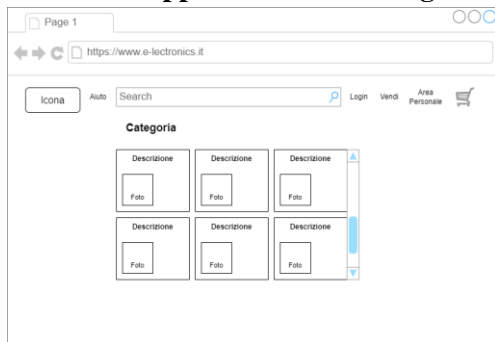 Page 1
https://www.e-lectronics.it
Icona Aiuto Search Login Vendi Area Personale
Categoria
Descrizione Descrizione Descrizione
Foto Foto Foto
Descrizione Descrizione Descrizione
Foto Foto Foto